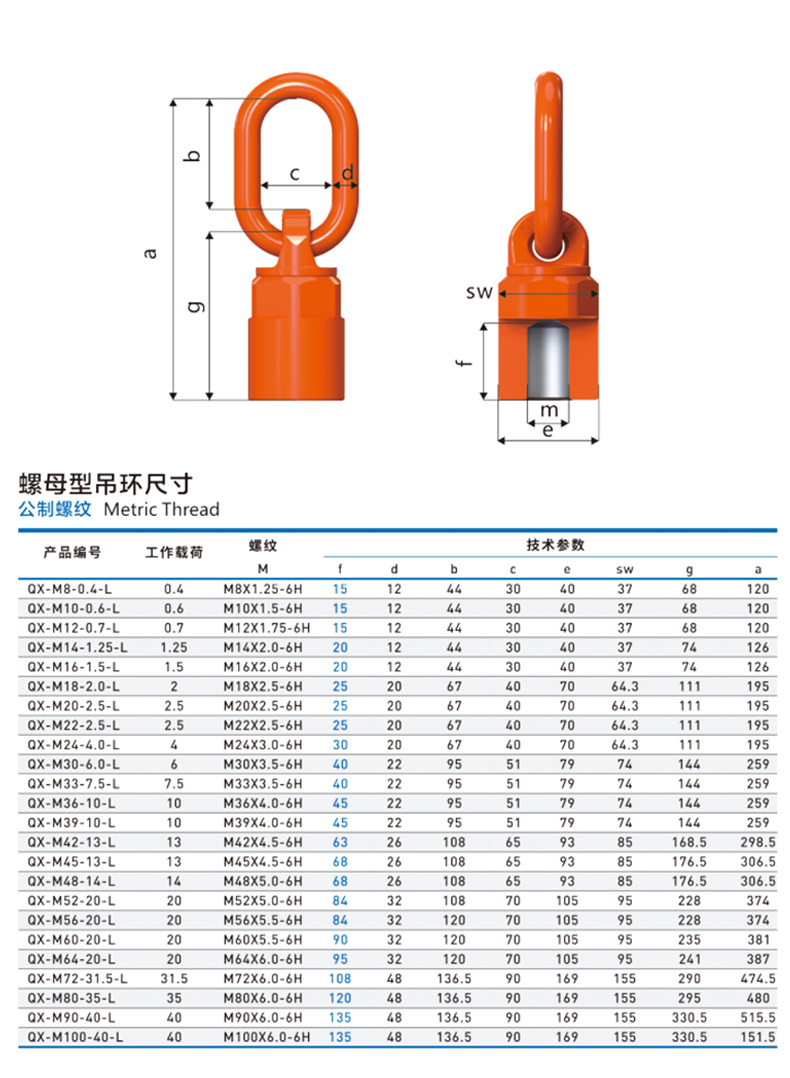 b
c
d
a
g
sw
f
m
e
螺母型吊环尺寸
公制螺纹 Metric Thread
产品编号 工作载荷 螺纹 技术参数
M f d b c e sw g a
QX-M8-0.4-L 0.4 M8X1.25-6H 15 12 44 30 40 37 68 120
QX-M10-0.6-L 0.6 M10X1.5-6H 15 12 44 30 40 37 68 120
QX-M12-0.7-L 0.7 M12X1.75-6H 15 12 44 30 40 37 68 120
QX-M14-1.25-L 1.25 M14X2.0-6H 20 12 44 30 40 37 74 126
QX-M16-1.5-L 1.5 M16X2.0-6H 20 12 44 30 40 37 74 126
QX-M18-2.0-L 2 M18X2.5-6H 25 20 67 40 70 64.3 111 195
QX-M20-2.5-L 2.5 M20X2.5-6H 25 20 67 40 70 64.3 111 195
QX-M22-2.5-L 2.5 M22X2.5-6H 25 20 67 40 70 64.3 111 195
QX-M24-4.0-L 4 M24X3.0-6H 30 20 67 40 70 64.3 111 195
QX-M30-6.0-L 6 M30X3.5-6H 40 22 95 51 79 74 144 259
QX-M33-7.5-L 7.5 M33X3.5-6H 40 22 95 51 79 74 144 259
QX-M36-10-L 10 M36X4.0-6H 45 22 95 51 79 74 144 259
QX-M39-10-L 10 M39X4.0-6H 45 22 95 51 79 74 144 259
QX-M42-13-L 13 M42X4.5-6H 63 26 108 65 93 85 168.5 298.5
QX-M45-13-L 13 M45X4.5-6H 68 26 108 65 93 85 176.5 306.5
QX-M48-14-L 14 M48X5.0-6H 68 26 108 65 93 85 176.5 306.5
QX-M52-20-L 20 M52X5.0-6H 84 32 108 70 105 95 228 374
QX-M56-20-L 20 M56X5.5-6H 84 32 120 70 105 95 228 374
QX-M60-20-L 20 M60X5.5-6H 90 32 120 70 105 95 235 381
QX-M64-20-L 20 M64X6.0-6H 95 32 120 70 105 95 241 387
QX-M72-31.5-L 31.5 M72X6.0-6H 108 48 136.5 90 169 155 290 474.5
QX-M80-35-L 35 M80X6.0-6H 120 48 136.5 90 169 155 295 480
QX-M90-40-L 40 M90X6.0-6H 135 48 136.5 90 169 155 330.5 515.5
QX-M100-40-L 40 M100X6.0-6H 135 48 136.5 90 169 155 330.5 151.5